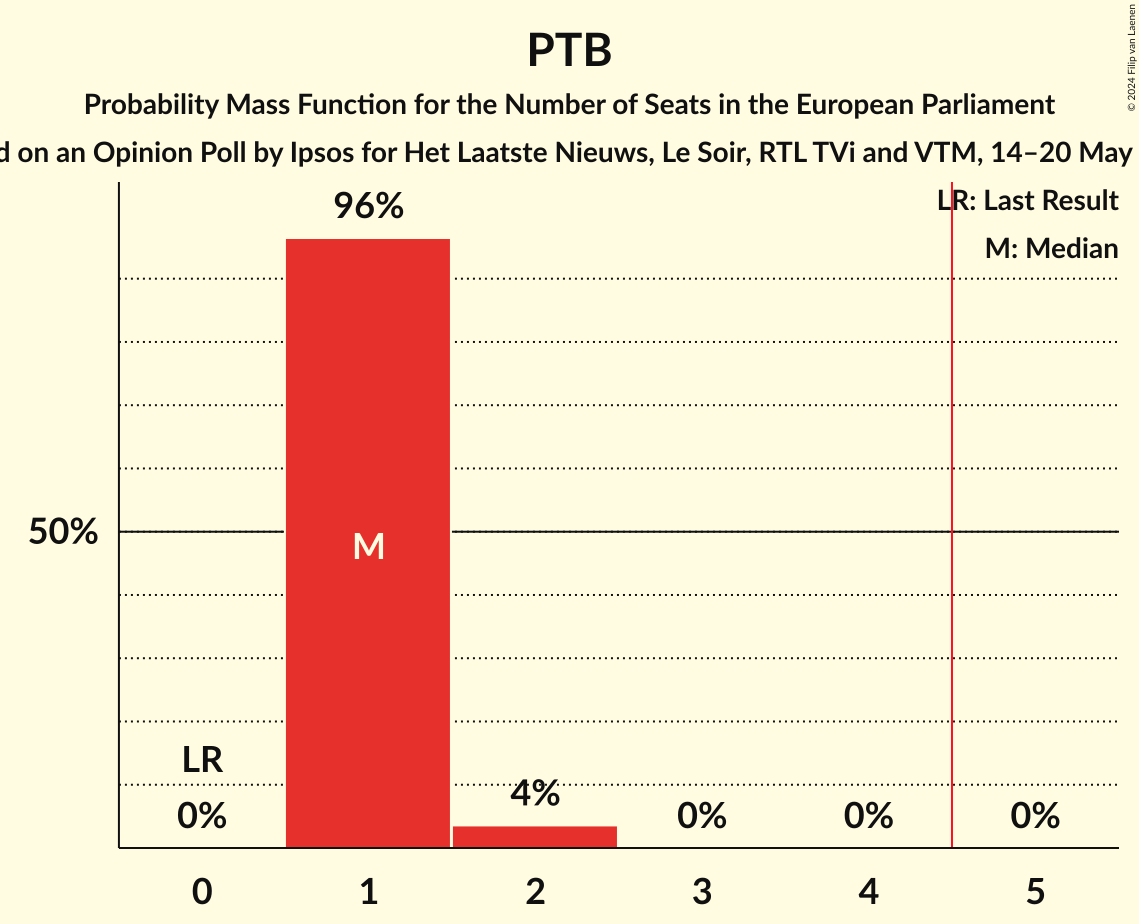 PTB
Probability Mass Function for the Number of Seats in the European Parliament
on an Opinion Poll by Ipsos for Het Laatste Nieuws, Le Soir, RTL TVi and VTM, 14–20 May
© 2024 Filip van Laenen
LR: Last Result
M: Median
96%
50%
M
LR
0%
4%
0%
0%
0%
0
1
2
3
4
5